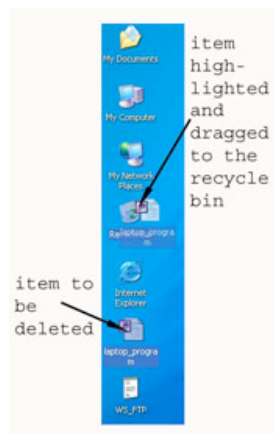 item
high-
lighted
and
dragged
to the
recycle
bin
My Documents
My Computer
My Network
Places
Re
laptop_progra
m
Internet
Explorer
item to
be
deleted
laptop_progra
m
WS_FTP